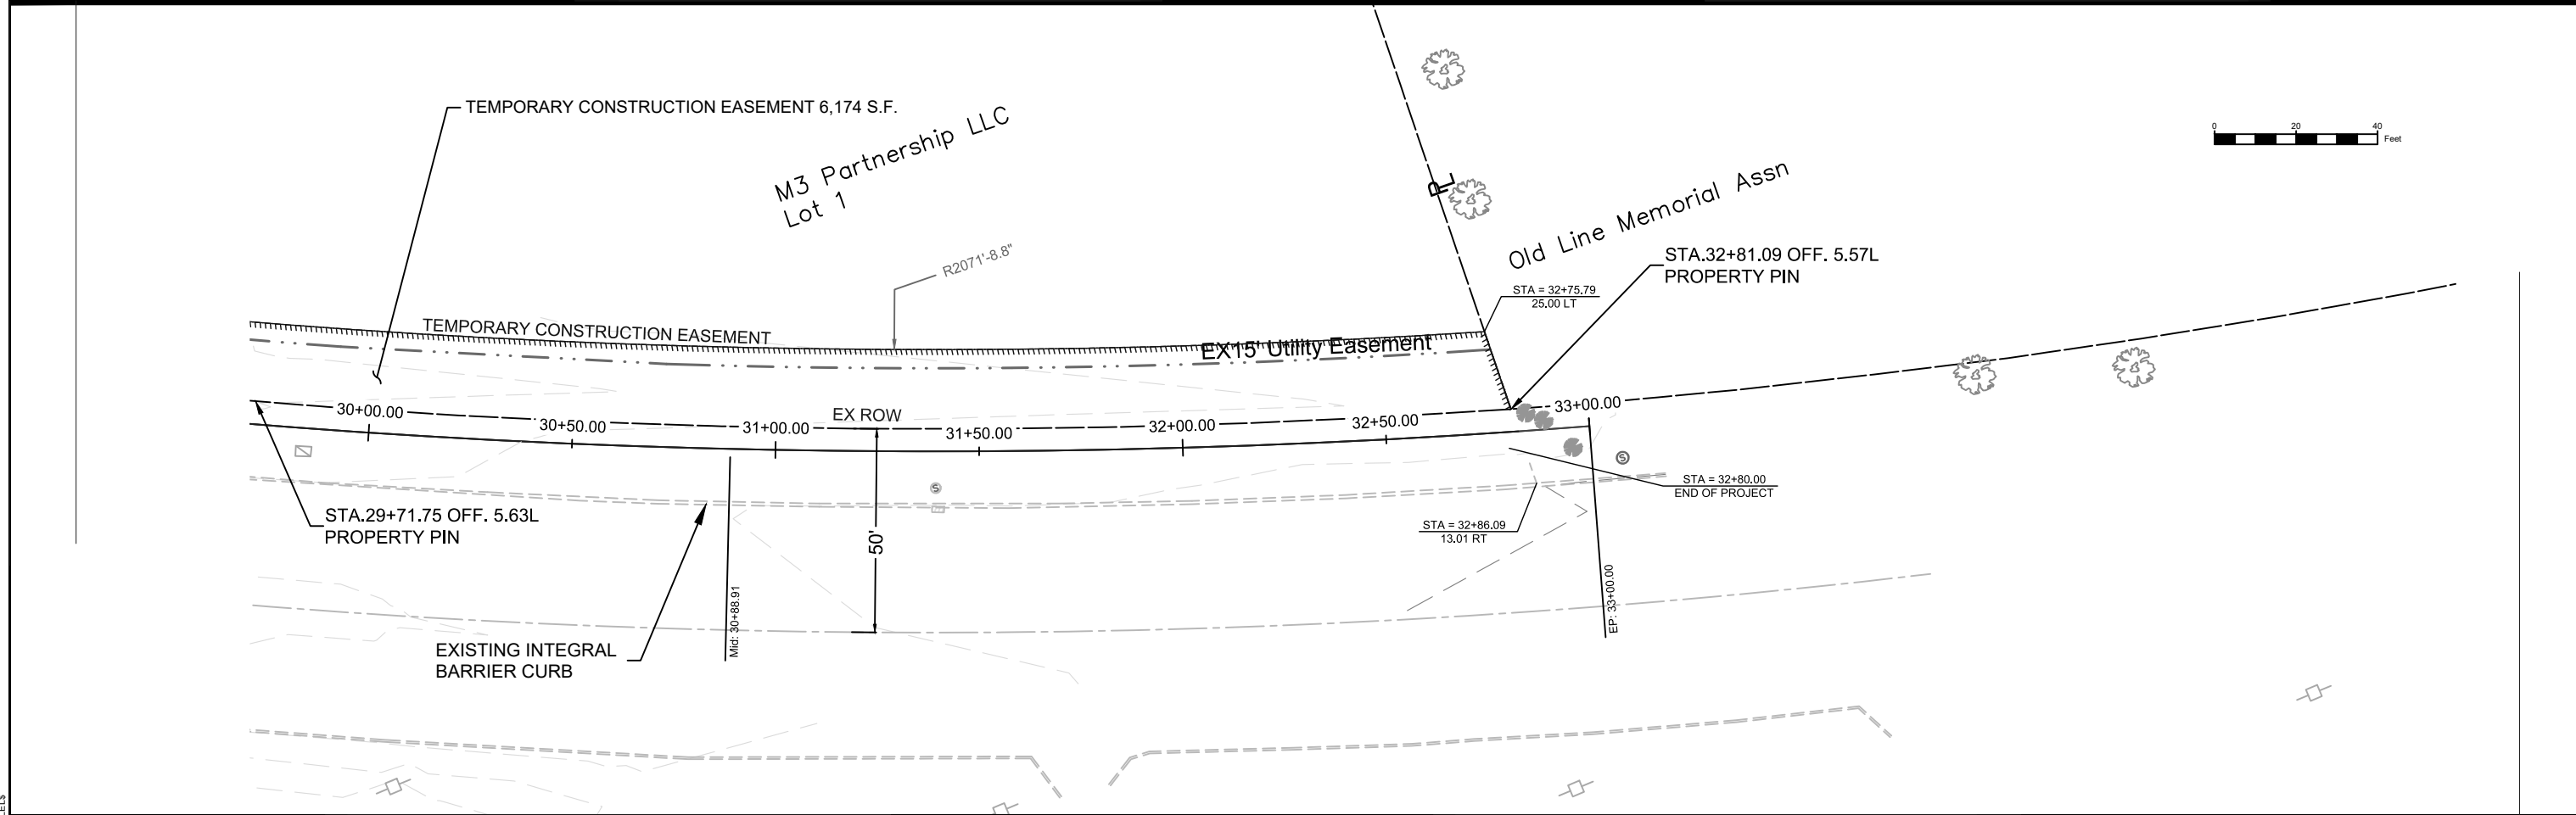 TEMPORARY CONSTRUCTION EASEMENT 6,174 S.F.
M3 Partnership LLC
Lot 1
R2071'-8.8"
PL
Old Line Memorial Assn
0 20 40
Feet
STA.32+81.09 OFF. 5.57L
PROPERTY PIN
STA = 32+75.79
25.00 LT
TEMPORARY CONSTRUCTION EASEMENT
EX15' Utility Easement
30+00.00
30+50.00
31+00.00
EX ROW
31+50.00
32+00.00
32+50.00
33+00.00
S
S
STA = 32+80.00
END OF PROJECT
STA.29+71.75 OFF. 5.63L
PROPERTY PIN
STA = 32+86.09
13.01 RT
50'
Mid: 30+88.91
EP: 33+00.00
EXISTING INTEGRAL
BARRIER CURB